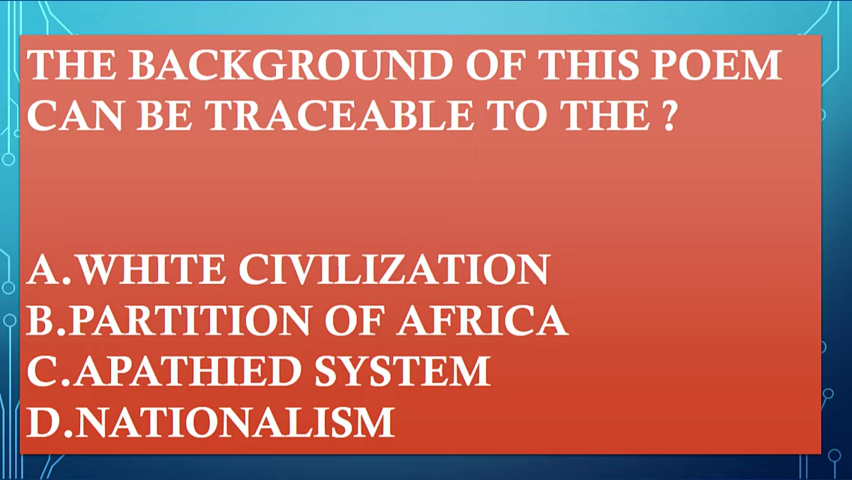 THE BACKGROUND OF THIS POEM
CAN BE TRACEABLE TO THE ?
A.WHITE CIVILIZATION
B.PARTITION OF AFRICA
C.APATHIED SYSTEM
D.NATIONALISM